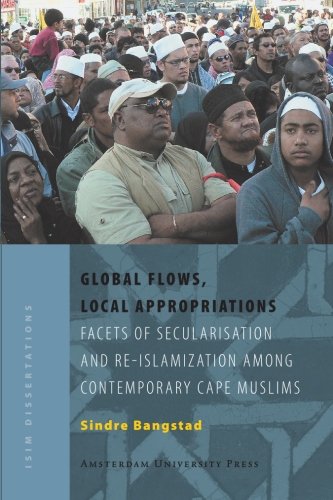 GLOBAL FLOWS,
LOCAL APPROPRIATIONS
FACETS OF SECULARISATION
AND RE-ISLAMIZATION AMONG
CONTEMPORARY CAPE MUSLIMS
Sindre Bangstad
AMSTERDAM UNIVERSITY PRESS
ISIM DISSERTATIONS